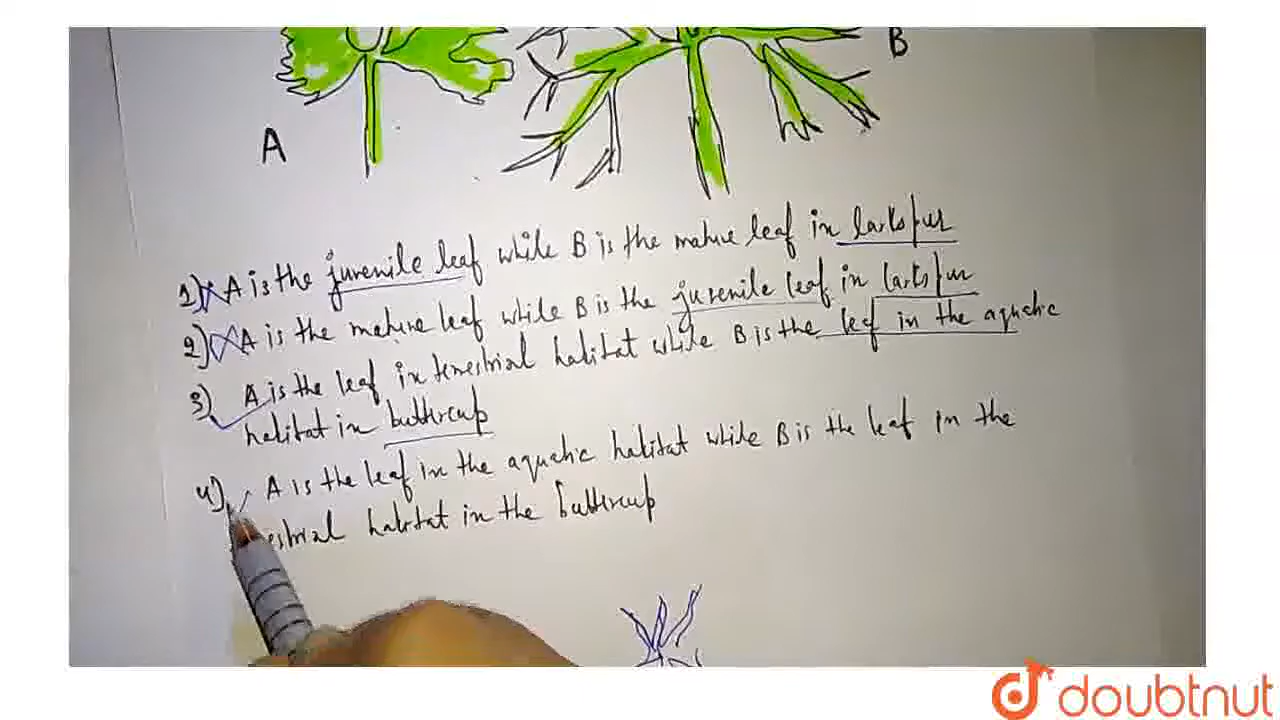 B
A
1) A is the juvenile leaf while B is the mature leaf in larkspur
2) A is the mature leaf while B is the juvenile leaf in larkspur
3) A is the leaf in terrestrial habitat while B is the leaf in the aquatic
habitat in buttercup
4) A is the leaf in the aquatic habitat while B is the leaf in the
estrial habitat in the buttercup
doubtnut